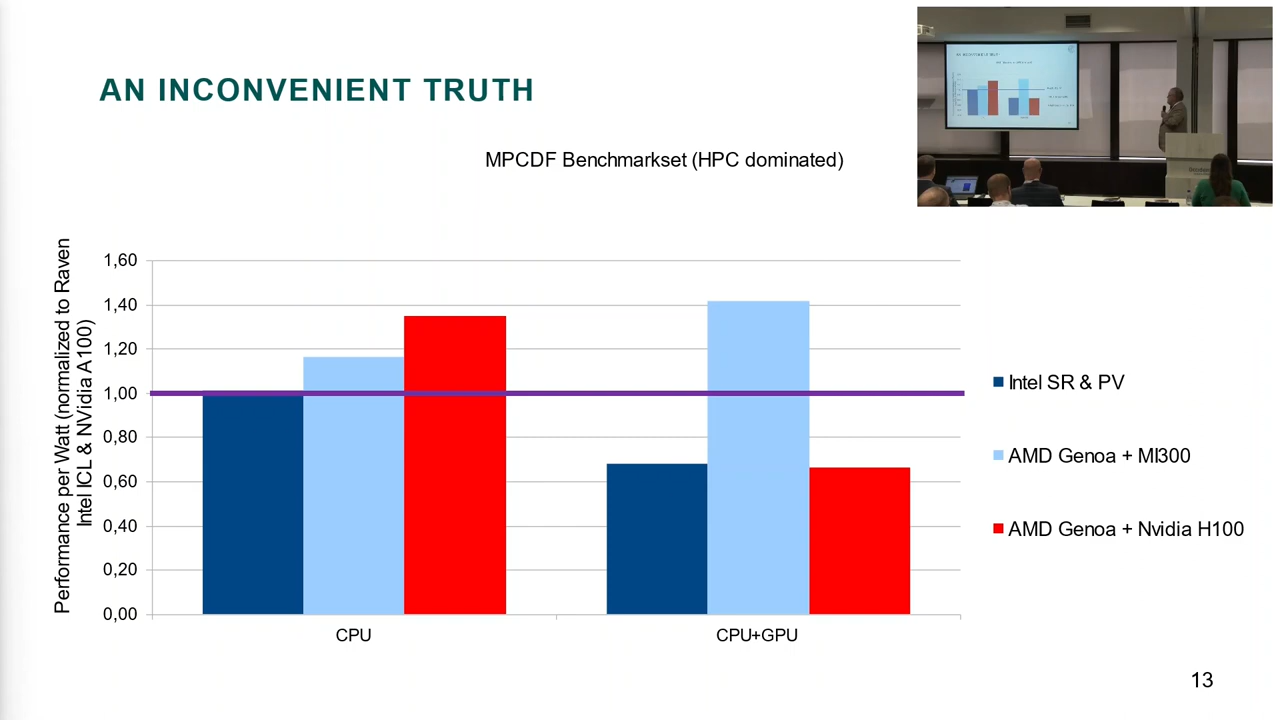 AN INCONVENIENT TRUTH
MPCDF Benchmarkset (HPC dominated)
Performance per Watt (normalized to Raven
Intel ICL & NVidia A100)
1,60
1,40
1,20
1,00
0,80
0,60
0,40
0,20
0,00
CPU
CPU+GPU
Intel SR & PV
AMD Genoa + MI300
AMD Genoa + Nvidia H100
13